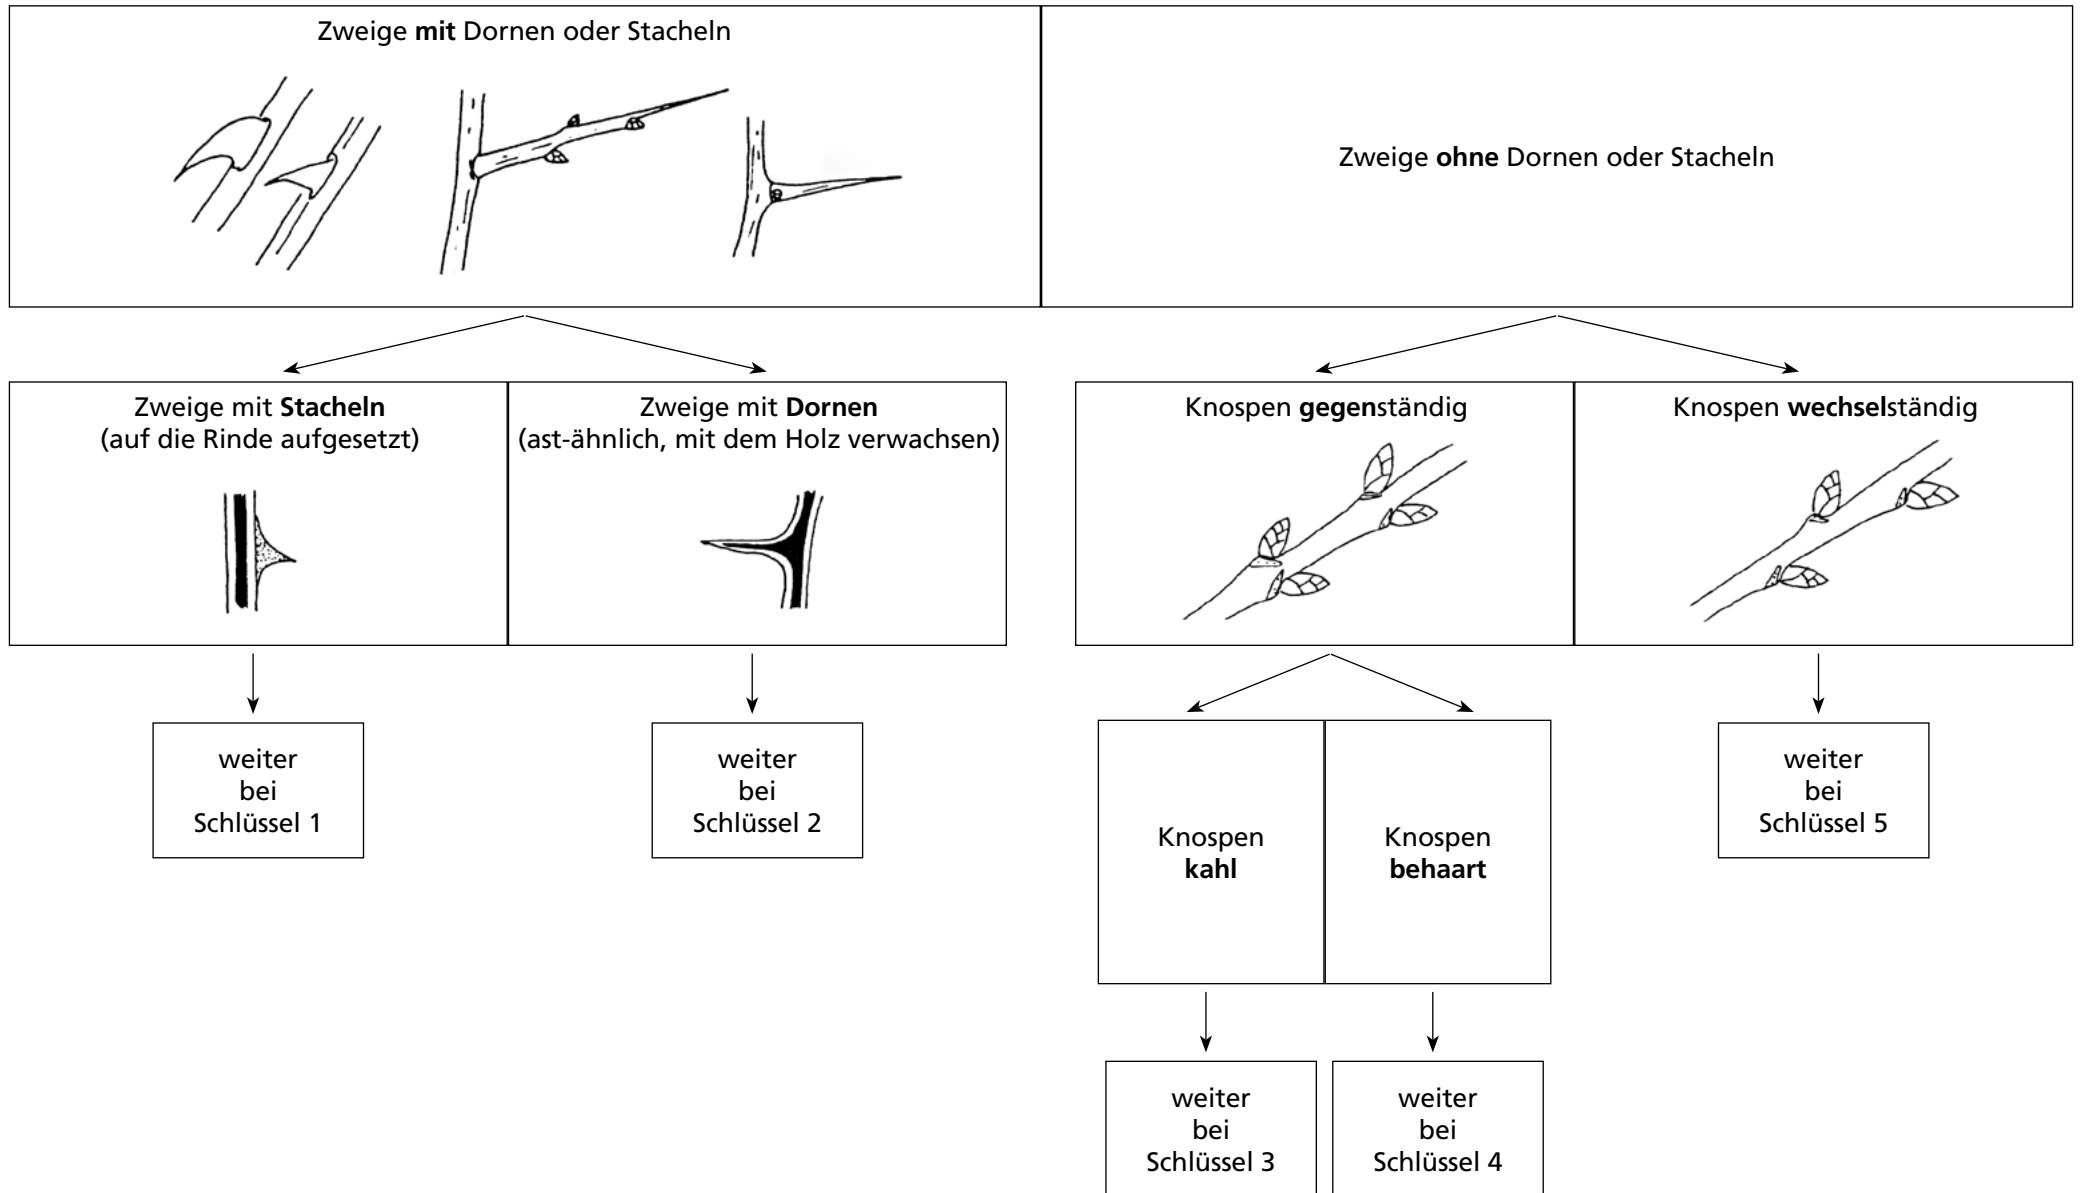 Zweige mit Dornen oder Stacheln
Zweige ohne Dornen oder Stacheln
Zweige mit Stacheln
(auf die Rinde aufgesetzt)
Zweige mit Dornen
(ast-ähnlich, mit dem Holz verwachsen)
Knospen gegenständig
Knospen wechselständig
weiter
bei
Schlüssel 1
weiter
bei
Schlüssel 2
Knospen
kahl
Knospen
behaart
weiter
bei
Schlüssel 5
weiter
bei
Schlüssel 3
weiter
bei
Schlüssel 4